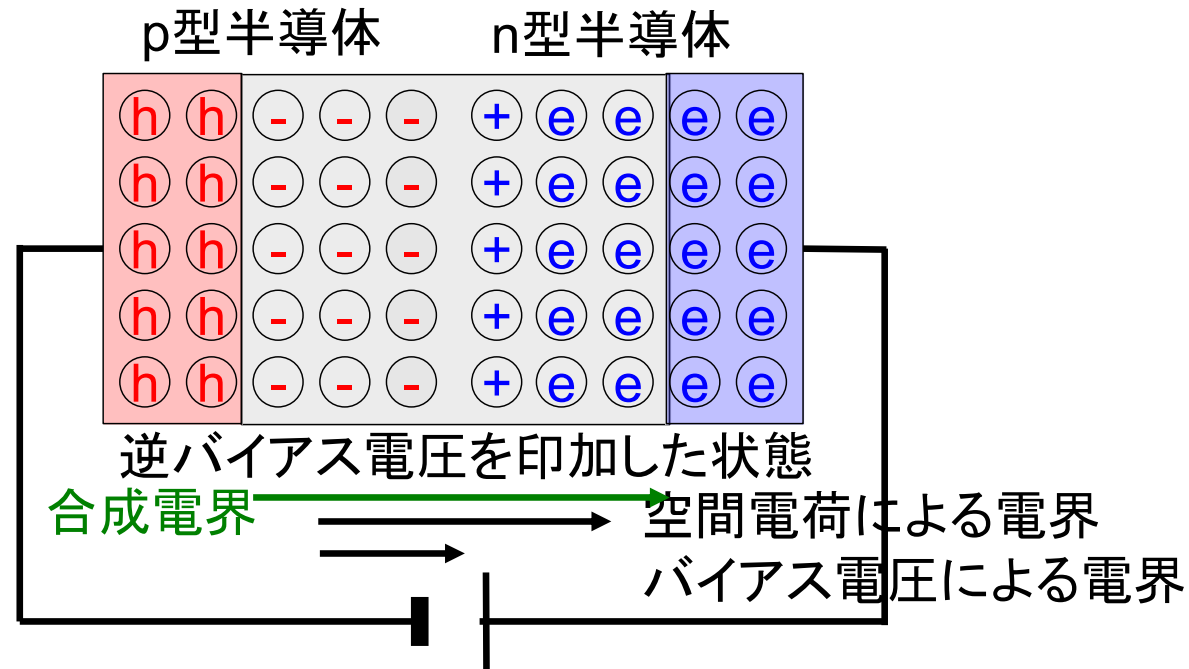 p型半導体 n型半導体
h h - - - + e e e e
h h - - - + e e e e
h h - - - + e e e e
h h - - - + e e e e
h h - - - + e e e e
逆バイアス電圧を印加した状態
合成電界
空間電荷による電界
バイアス電圧による電界